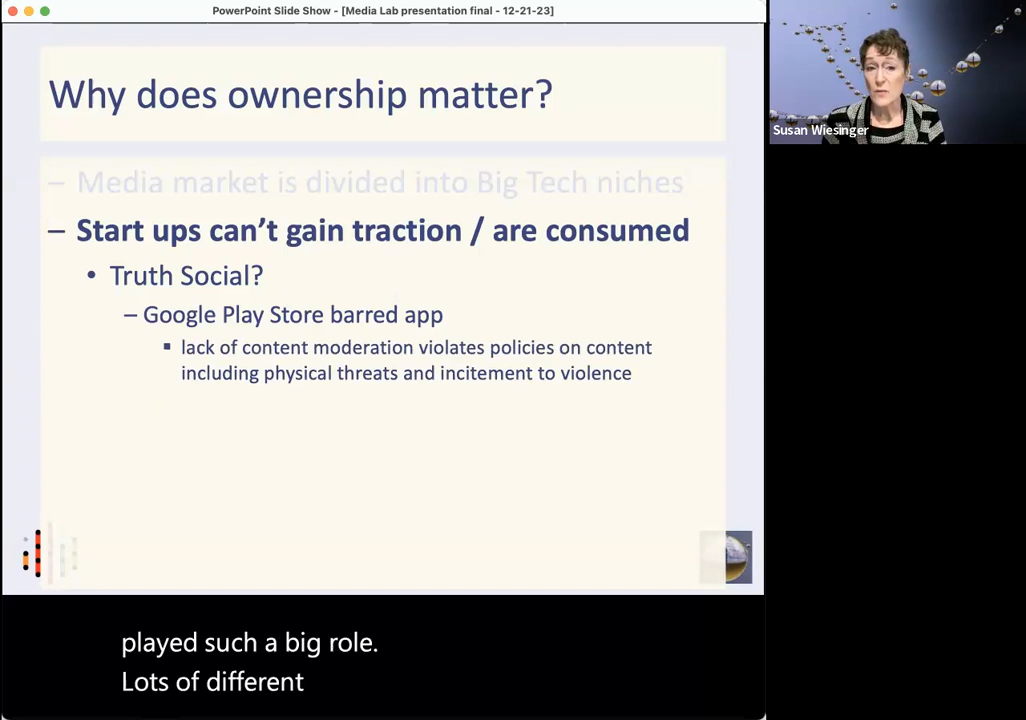 PowerPoint Slide Show - [Media Lab presentation final - 12-21-23]
Why does ownership matter?
– Media market is divided into Big Tech niches
– Start ups can't gain traction / are consumed
• Truth Social?
– Google Play Store barred app
▪ lack of content moderation violates policies on content
including physical threats and incitement to violence
Susan Wiesinger
played such a big role.
Lots of different